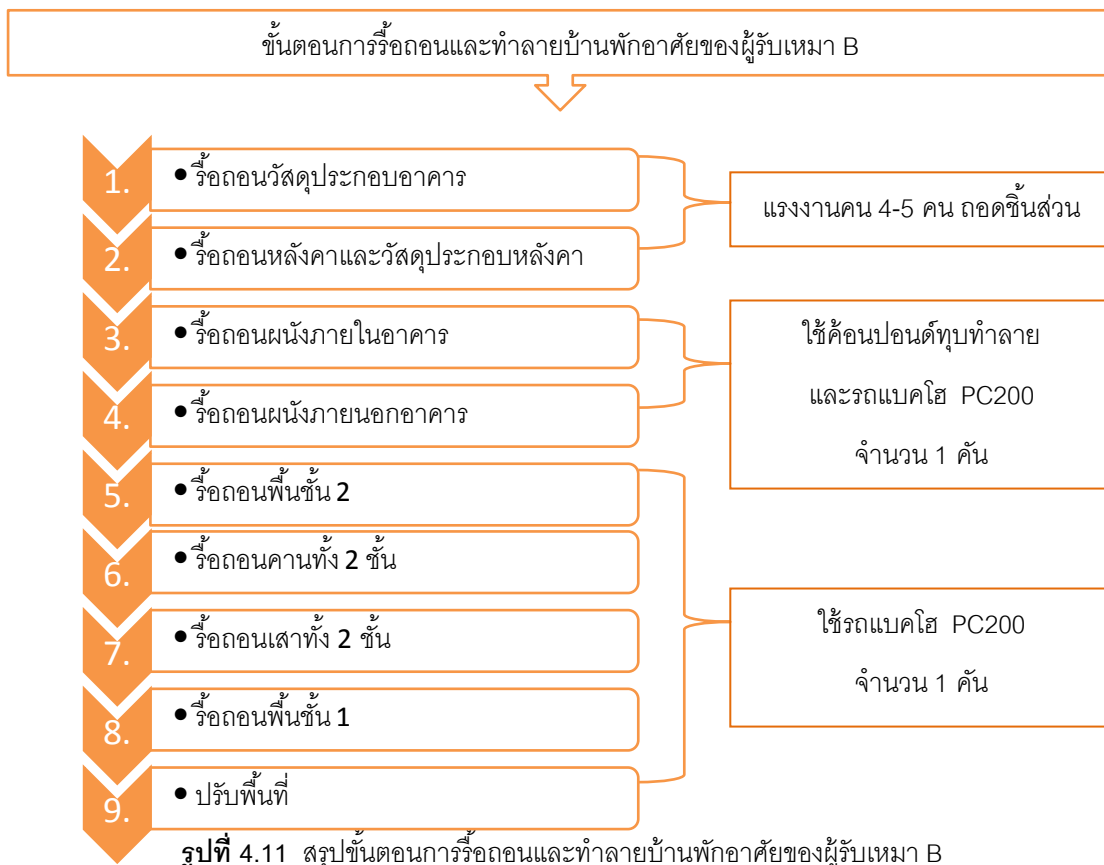 ขั้นตอนการรื้อถอนและทำลายบ้านพักอาศัยของผู้รับเหมา B
1.
• รื้อถอนวัสดุประกอบอาคาร
2.
• รื้อถอนหลังคาและวัสดุประกอบหลังคา
แรงงานคน 4-5 คน ถอดชิ้นส่วน
3.
• รื้อถอนผนังภายในอาคาร
4.
• รื้อถอนผนังภายนอกอาคาร
ใช้ค้อนปอนด์ทุบทำลาย
และรถแบคโฮ PC200
จำนวน 1 คัน
5.
• รื้อถอนพื้นชั้น 2
6.
• รื้อถอนคานทั้ง 2 ชั้น
7.
• รื้อถอนเสาทั้ง 2 ชั้น
8.
• รื้อถอนพื้นชั้น 1
9.
• ปรับพื้นที่
ใช้รถแบคโฮ PC200
จำนวน 1 คัน
รูปที่ 4.11 สรุปขั้นตอนการรื้อถอนและทำลายบ้านพักอาศัยของผู้รับเหมา B